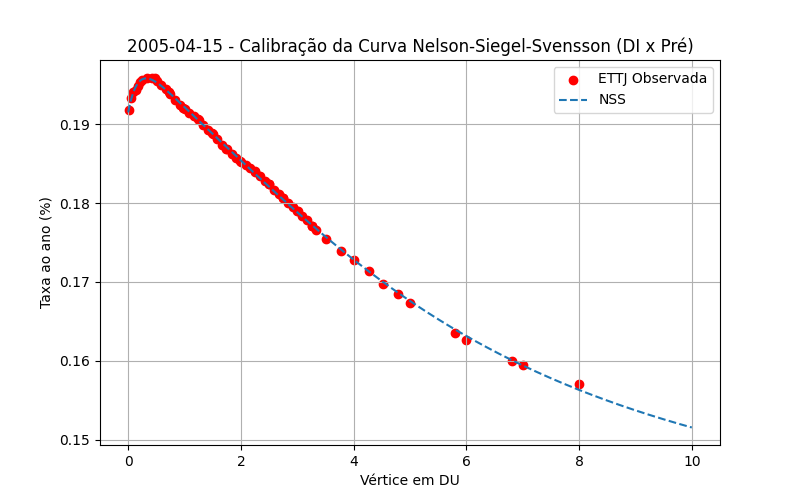 2005-04-15 - Calibração da Curva Nelson-Siegel-Svensson (DI x Pré)
ETTJ Observada
NSS
Taxa ao ano (%)
0.19
0.18
0.17
0.16
0.15
0
2
4
6
8
10
Vértice em DU